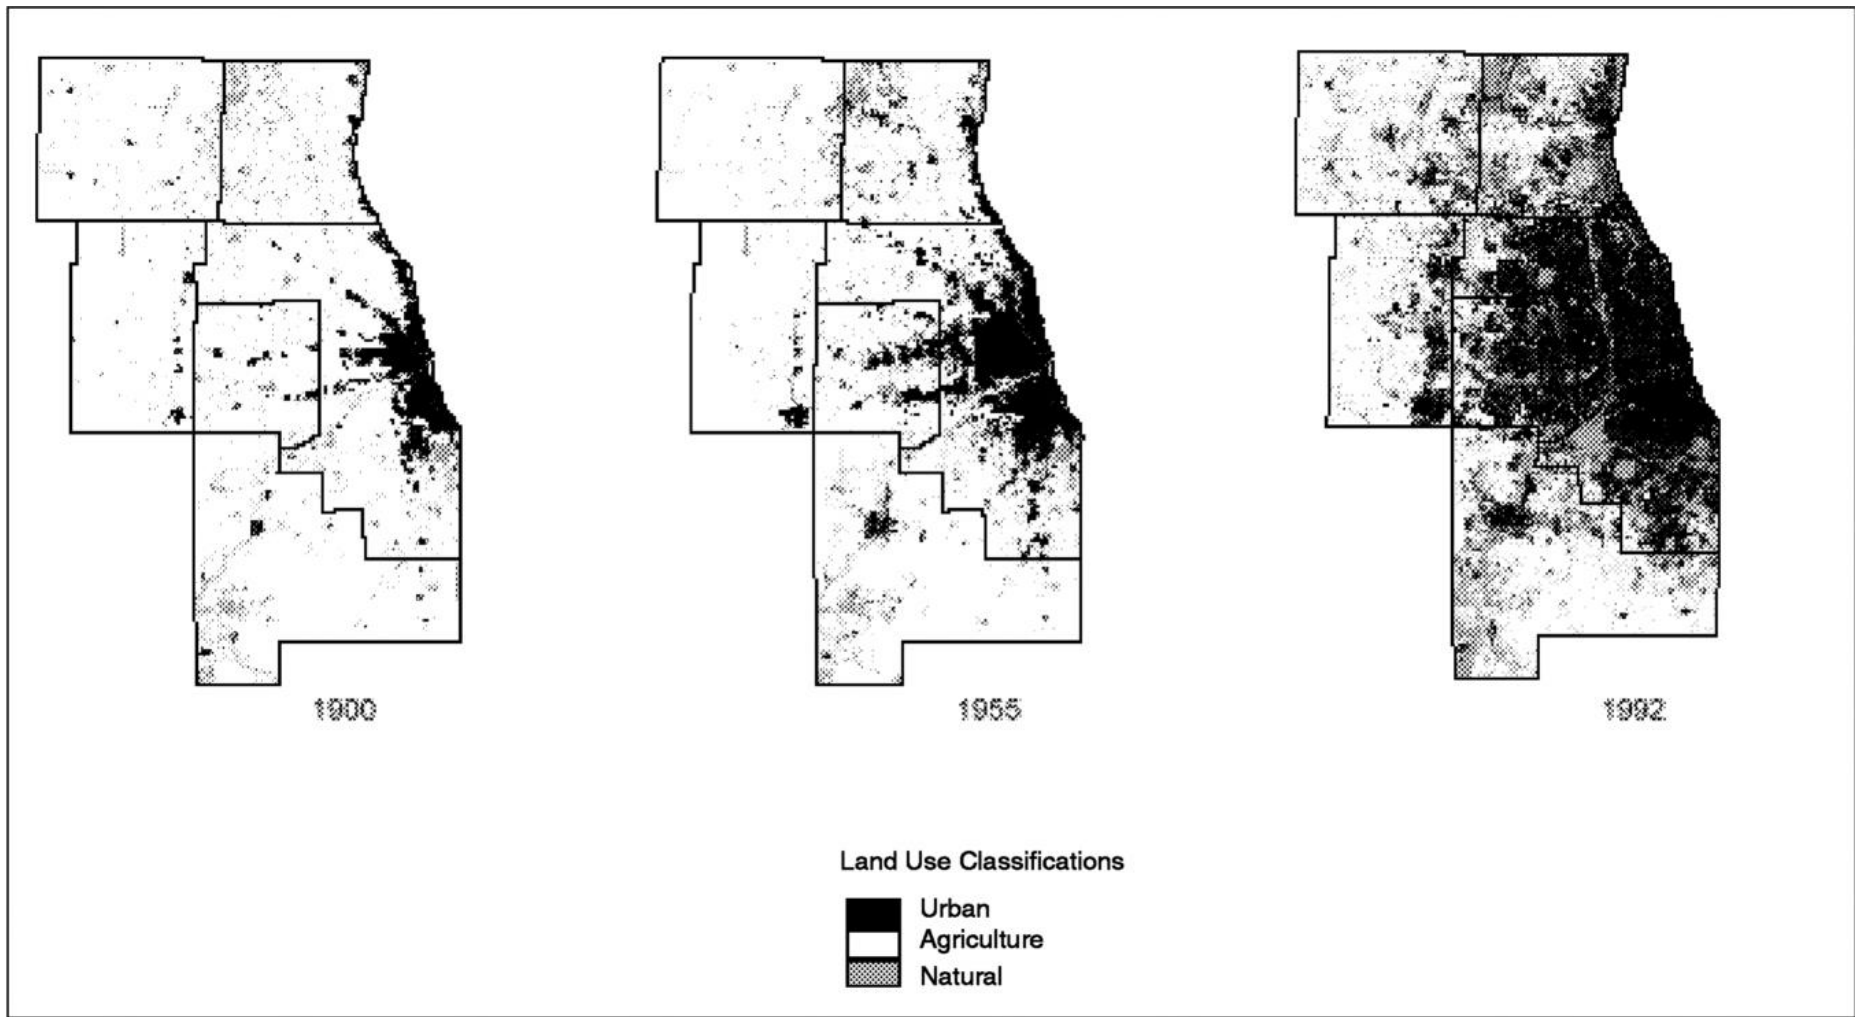 1900
1955
1992
Land Use Classifications
Urban
Agriculture
Natural